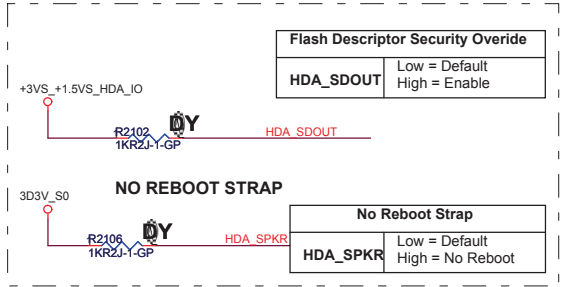 Flash Descriptor Security Overide
HDA_SDOUT
Low = Default
High = Enable
+3VS_+1.5VS_HDA_IO
DY
R2102
HDA_SDOUT
1KR2J-1-GP
NO REBOOT STRAP
3D3V_S0
No Reboot Strap
DY
R2106
HDA_SPKR
1KR2J-1-GP
HDA_SPKR
Low = Default
High = No Reboot